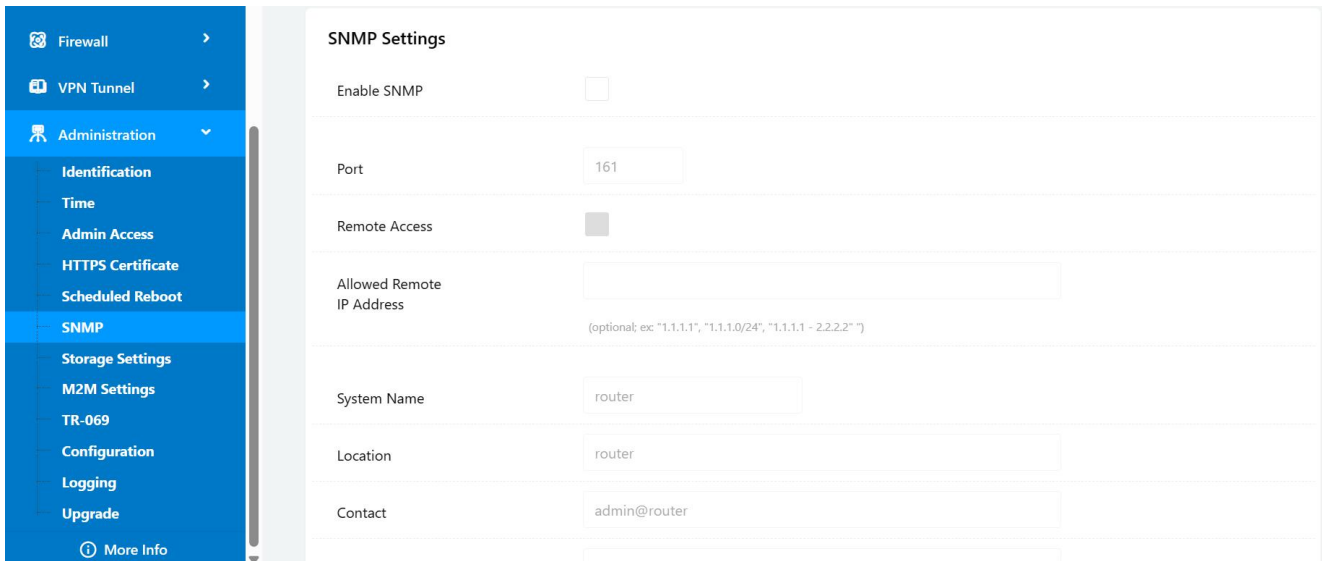 Firewall
VPN Tunnel
Administration
Identification
Time
Admin Access
HTTPS Certificate
Scheduled Reboot
SNMP
Storage Settings
M2M Settings
TR-069
Configuration
Logging
Upgrade
More Info
SNMP Settings
Enable SNMP
Port
161
Remote Access
Allowed Remote
IP Address
(optional; ex: "1.1.1.1", "1.1.1.0/24", "1.1.1.1 - 2.2.2.2" ")
System Name
router
Location
router
Contact
admin@router